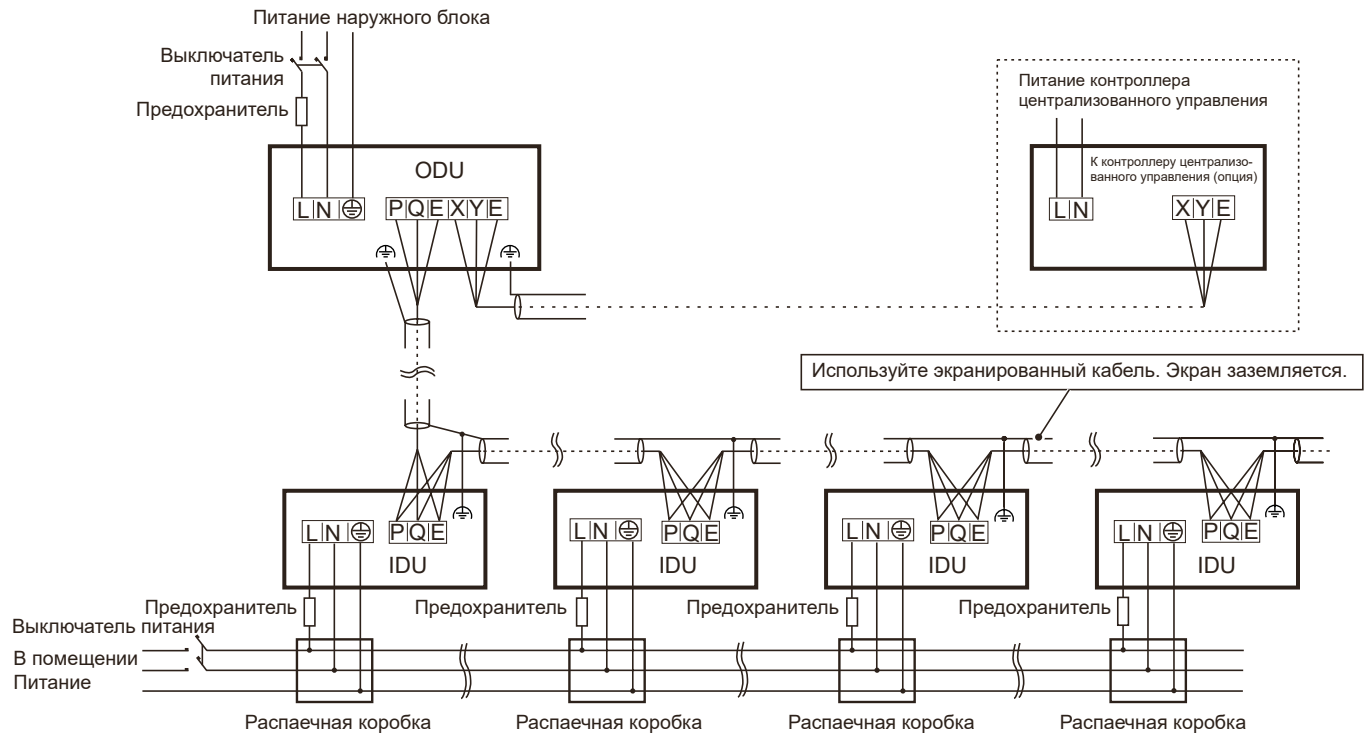 Питание наружного блока
Выключатель
питания
Предохранитель
ODU
L N
P Q E X Y E
Питание контроллера
централизованного управления
К контроллеру централизо-
ванного управления (опция)
L N
X Y E
Используйте экранированный кабель. Экран заземляется.
L N
P Q E
IDU
L N
P Q E
IDU
L N
P Q E
IDU
L N
P Q E
IDU
Предохранитель
Предохранитель
Предохранитель
Предохранитель
Выключатель питания
В помещении
Питание
Распаечная коробка
Распаечная коробка
Распаечная коробка
Распаечная коробка